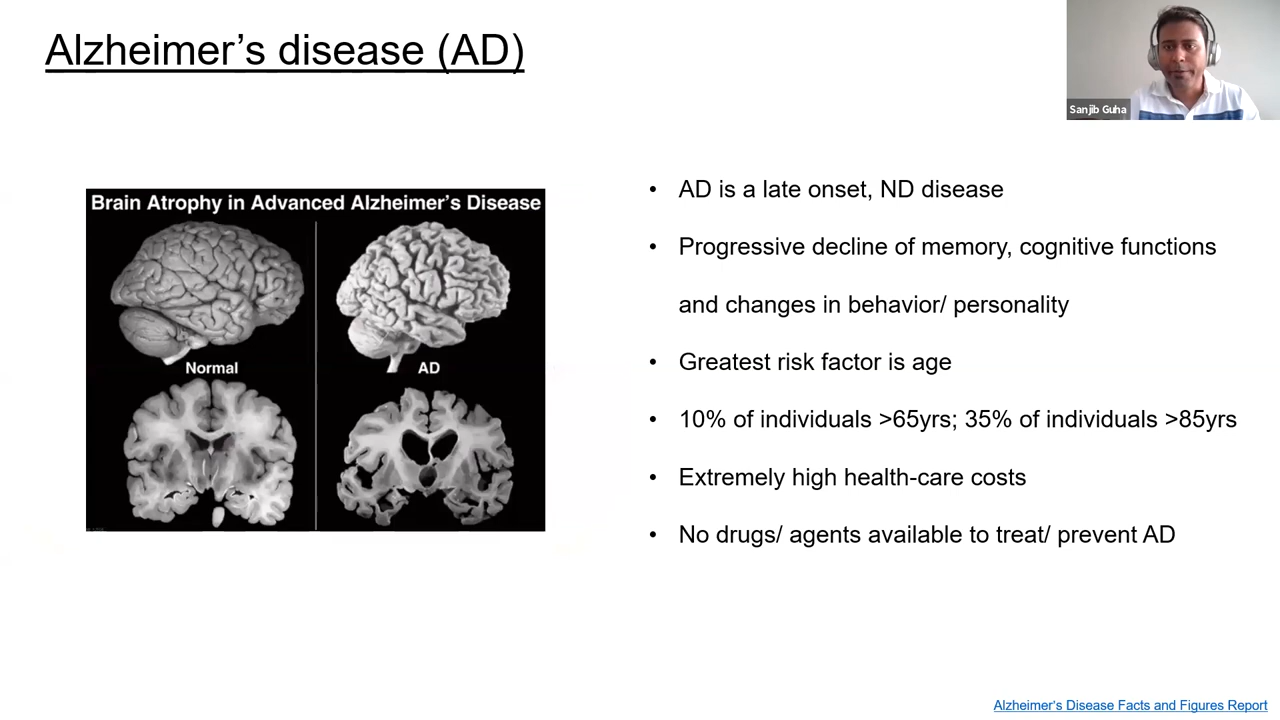 Alzheimer’s disease (AD)
Sanjib Guha
Brain Atrophy in Advanced Alzheimer’s Disease
Normal
AD
• AD is a late onset, ND disease
• Progressive decline of memory, cognitive functions
and changes in behavior/ personality
• Greatest risk factor is age
• 10% of individuals >65yrs; 35% of individuals >85yrs
• Extremely high health-care costs
• No drugs/ agents available to treat/ prevent AD
Alzheimer’s Disease Facts and Figures Report